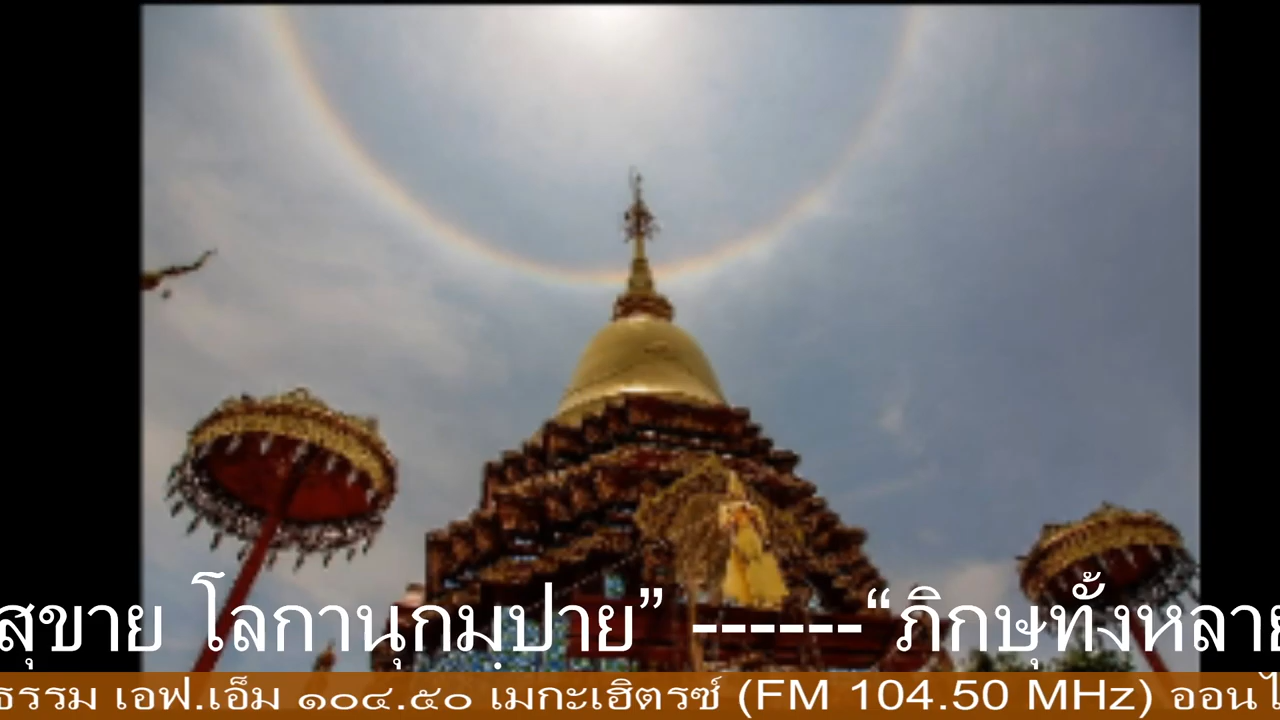 สุขาย โลกานุกมฺปาย” ------“ภิกษุทั้งหลาย
ธรรม เอฟ.เอ็ม ๑๐๔.๕๐ เมกะเฮิตรซ์ (FM 104.50 MHz) ออนไ